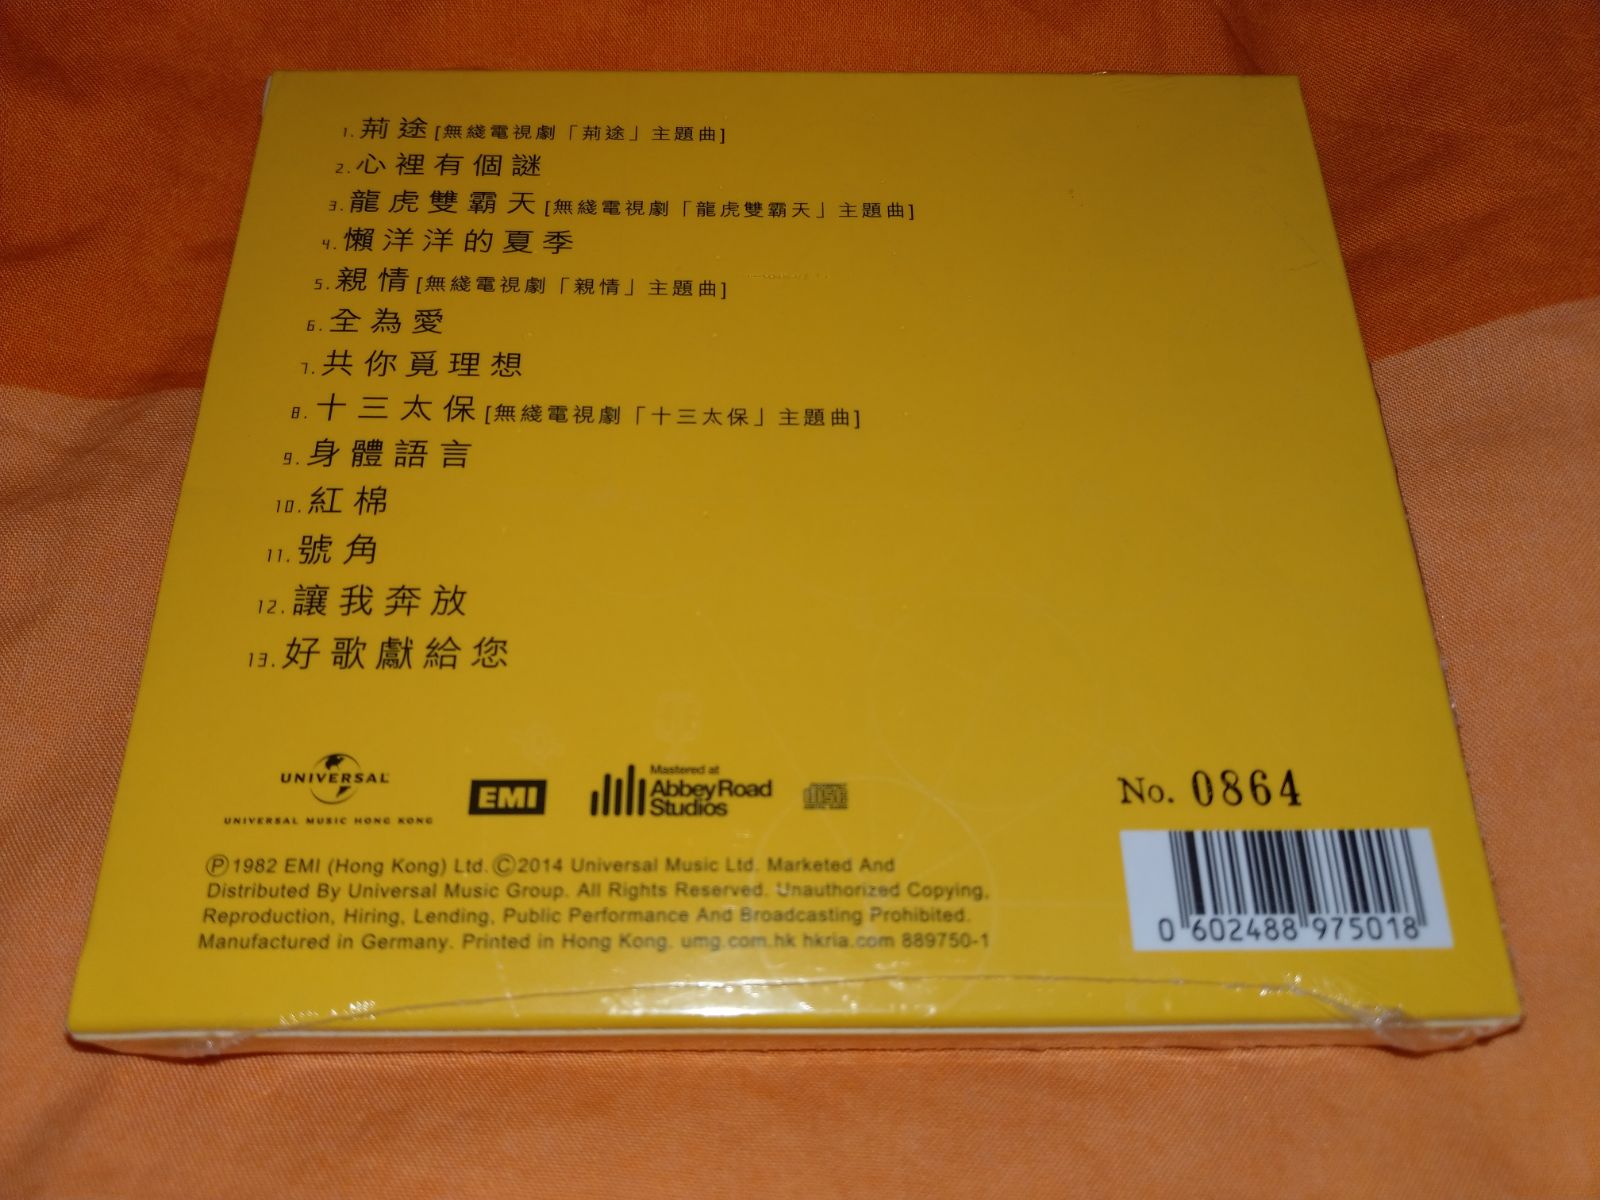 1. 荊途 [無綫電視劇「荊途」主題曲]
2. 心裡有個謎
3. 龍虎雙霸天 [無綫電視劇「龍虎雙霸天」主題曲]
4. 懶洋洋的夏季
5. 親情 [無綫電視劇「親情」主題曲]
6. 全為愛
7. 共你覓理想
8. 十三太保 [無綫電視劇「十三太保」主題曲]
9. 身體語言
10. 紅棉
11. 號角
12. 讓我奔放
13. 好歌獻給您
UNIVERSAL
UNIVERSAL MUSIC HONG KONG
EMI
Mastered at
Abbey Road
Studios
No. 0864
Ⓟ1982 EMI (Hong Kong) Ltd. ©2014 Universal Music Ltd. Marketed And
Distributed By Universal Music Group. All Rights Reserved. Unauthorized Copying,
Reproduction, Hiring, Lending, Public Performance And Broadcasting Prohibited.
Manufactured in Germany. Printed in Hong Kong. umg.com.hk hkria.com 889750-1
0 602488 975018